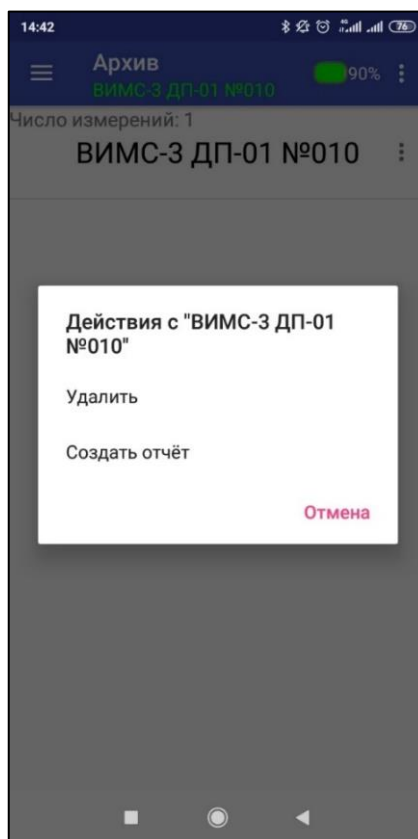 14:42
76
Архив
ВИМС-3 ДП-01 №010
90%
Число измерений: 1
ВИМС-3 ДП-01 №010
Действия с "ВИМС-3 ДП-01
№010"
Удалить
Создать отчёт
Отмена